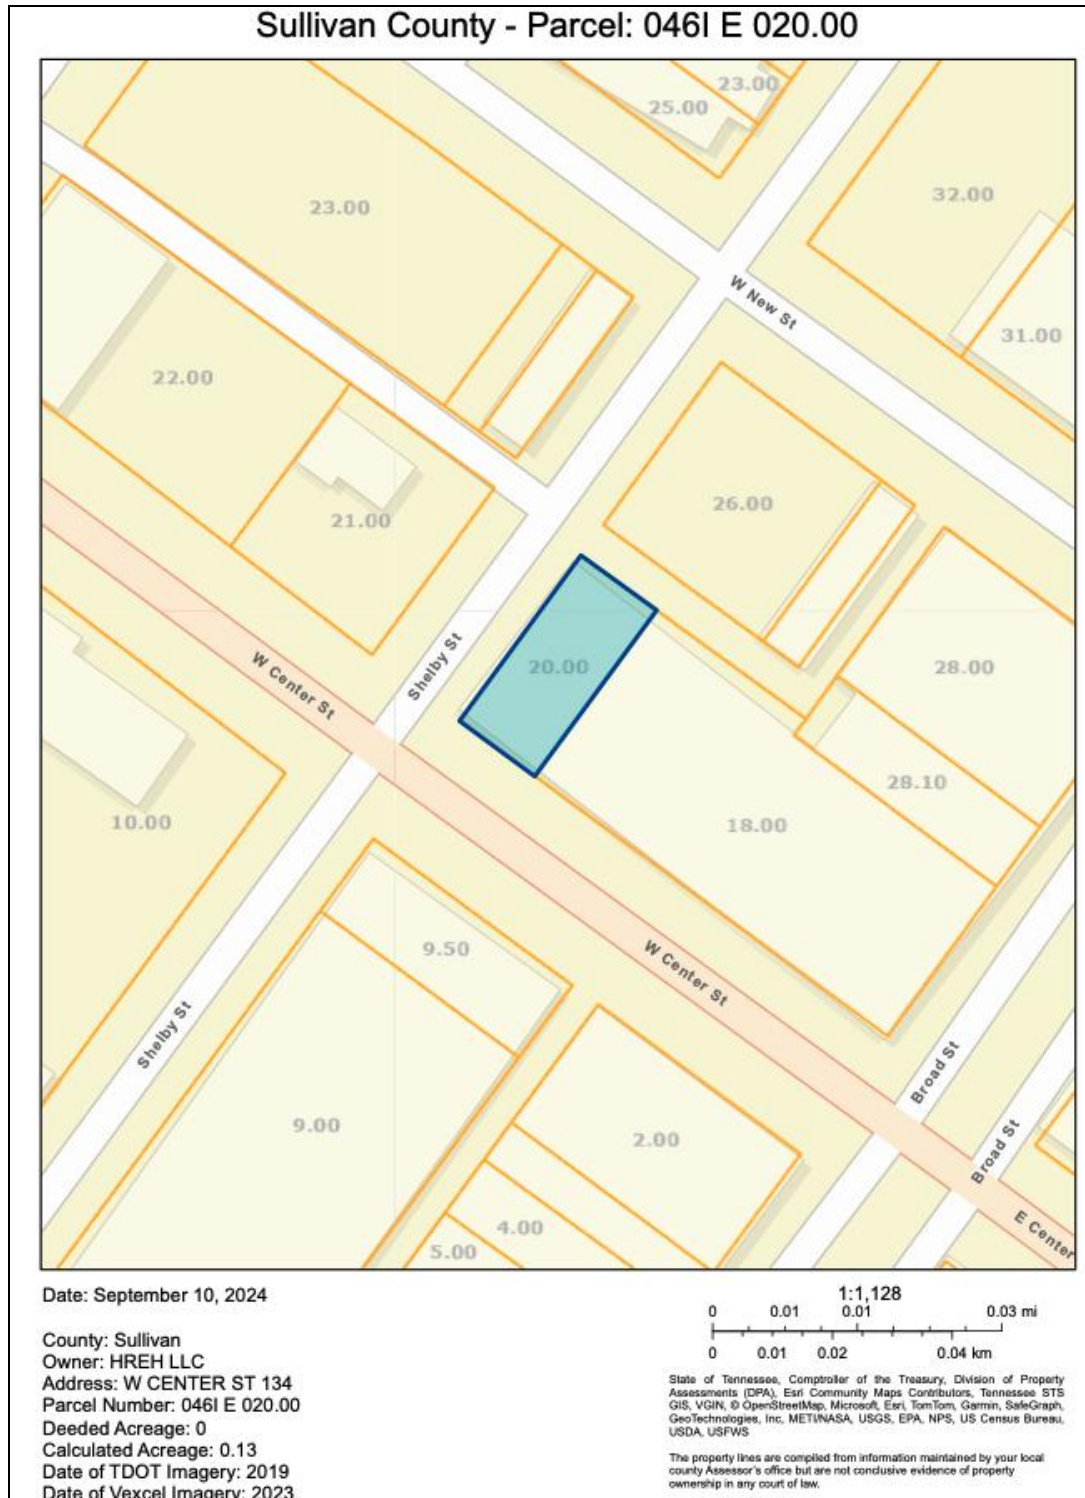 Sullivan County - Parcel: 046I E 020.00
23.00
25.00
32.00
23.00
W New St
31.00
22.00
26.00
21.00
20.00
28.00
Shelby St
W Center St
28.10
10.00
18.00
9.50
W Center St
Shelby St
Broad St
9.00
2.00
Broad St
4.00
E Center
5.00
Date: September 10, 2024
County: Sullivan
Owner: HREH LLC
Address: W CENTER ST 134
Parcel Number: 046I E 020.00
Deeded Acreage: 0
Calculated Acreage: 0.13
Date of TDOT Imagery: 2019
Date of Vexcel Imagery: 2023
1:1,128
0 0.01 0.01 0.03 mi
0 0.01 0.02 0.04 km
State of Tennessee, Comptroller of the Treasury, Division of Property
Assessments (DPA), Esri Community Maps Contributors, Tennessee STS
GIS, VGIN, © OpenStreetMap, Microsoft, Esri, TomTom, Garmin, SafeGraph,
GeoTechnologies, Inc, METI/NASA, USGS, EPA, NPS, US Census Bureau,
USDA, USFWS
The property lines are compiled from information maintained by your local
county Assessor's office but are not conclusive evidence of property
ownership in any court of law.